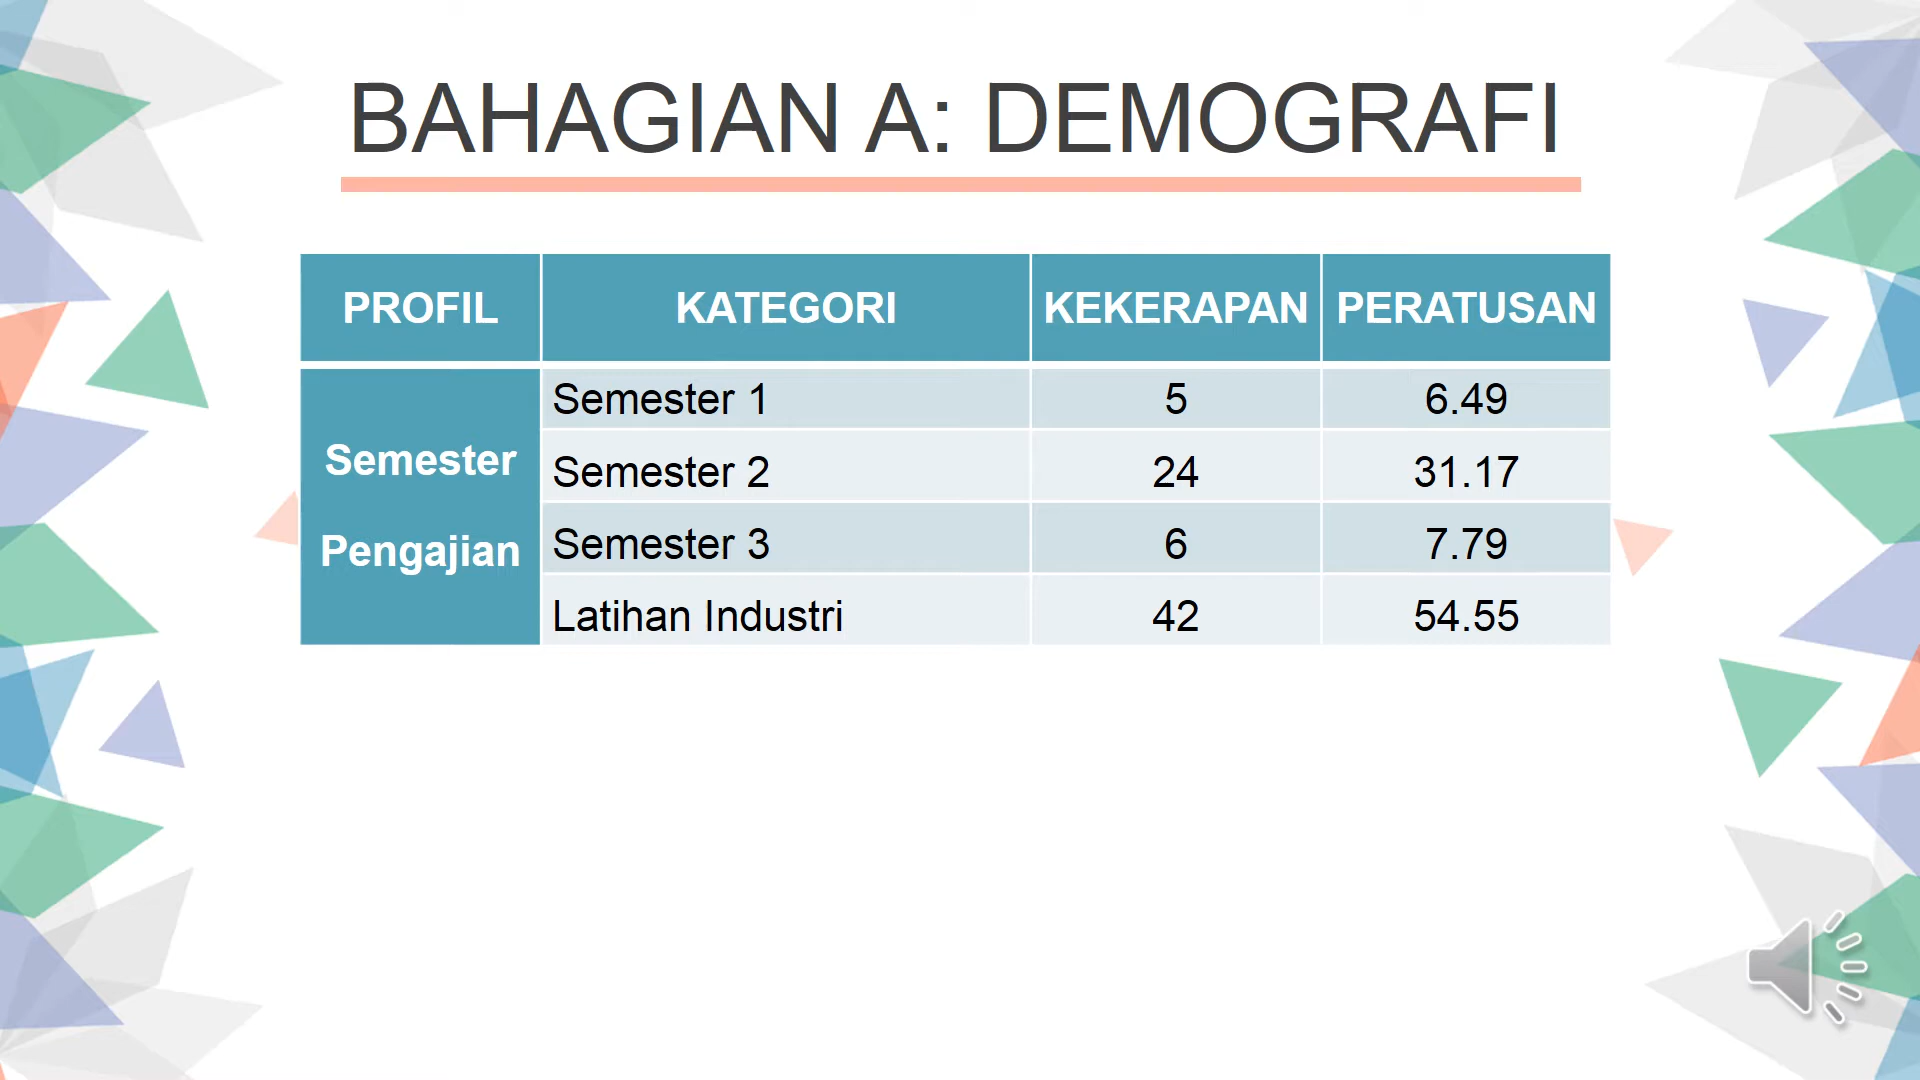 BAHAGIAN A: DEMOGRAFI
PROFIL KATEGORI KEKERAPAN PERATUSAN
Semester Pengajian
Semester 1 5 6.49
Semester 2 24 31.17
Semester 3 6 7.79
Latihan Industri 42 54.55